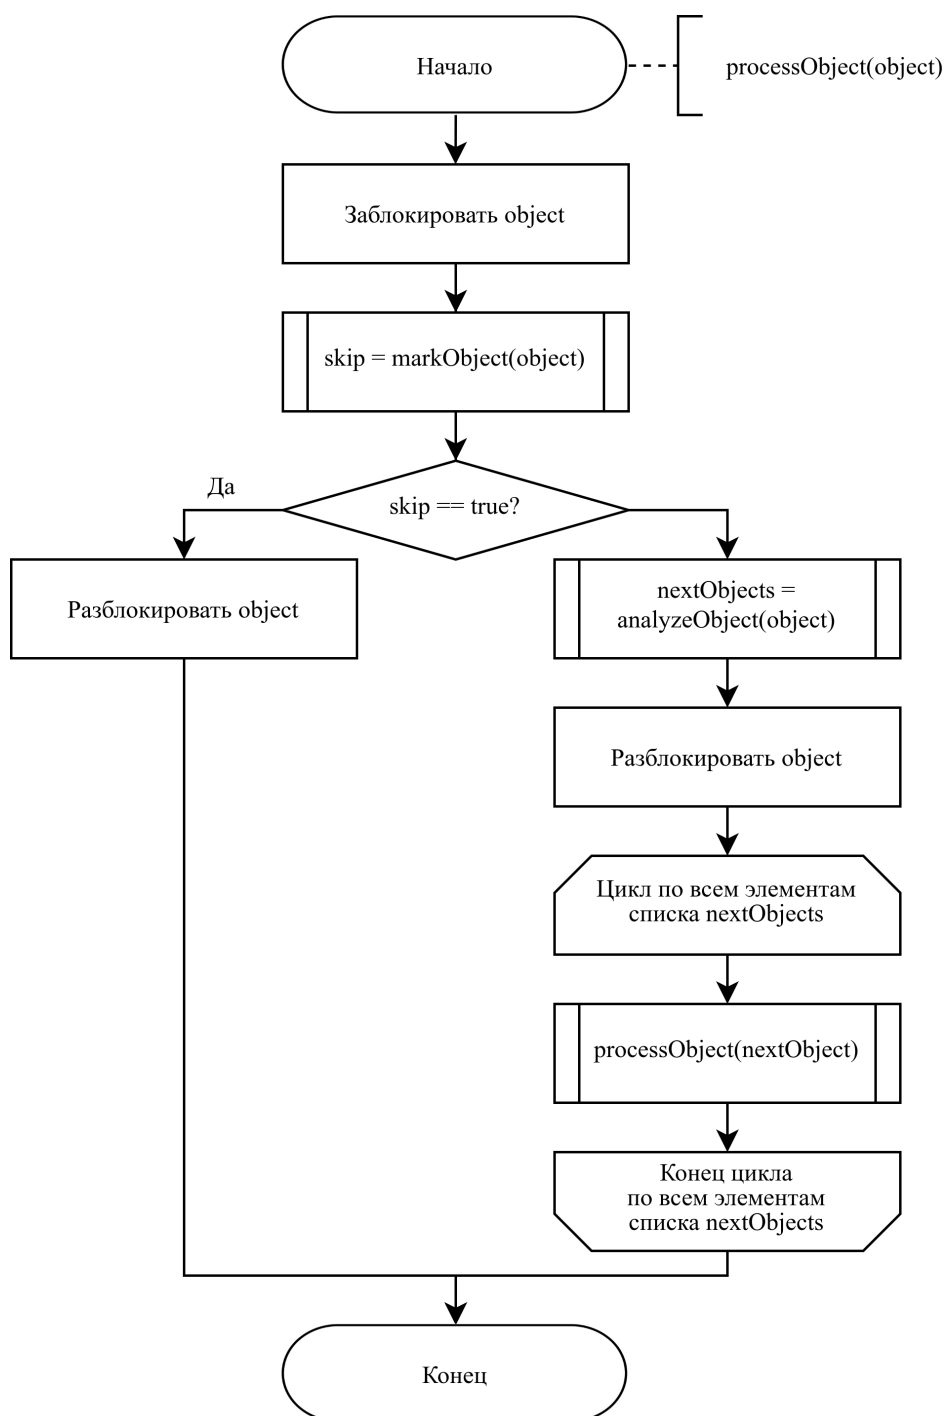 Начало
processObject(object)
Заблокировать object
skip = markObject(object)
Да
skip == true?
Разблокировать object
nextObjects =
analyzeObject(object)
Разблокировать object
Цикл по всем элементам
списка nextObjects
processObject(nextObject)
Конец цикла
по всем элементам
списка nextObjects
Конец